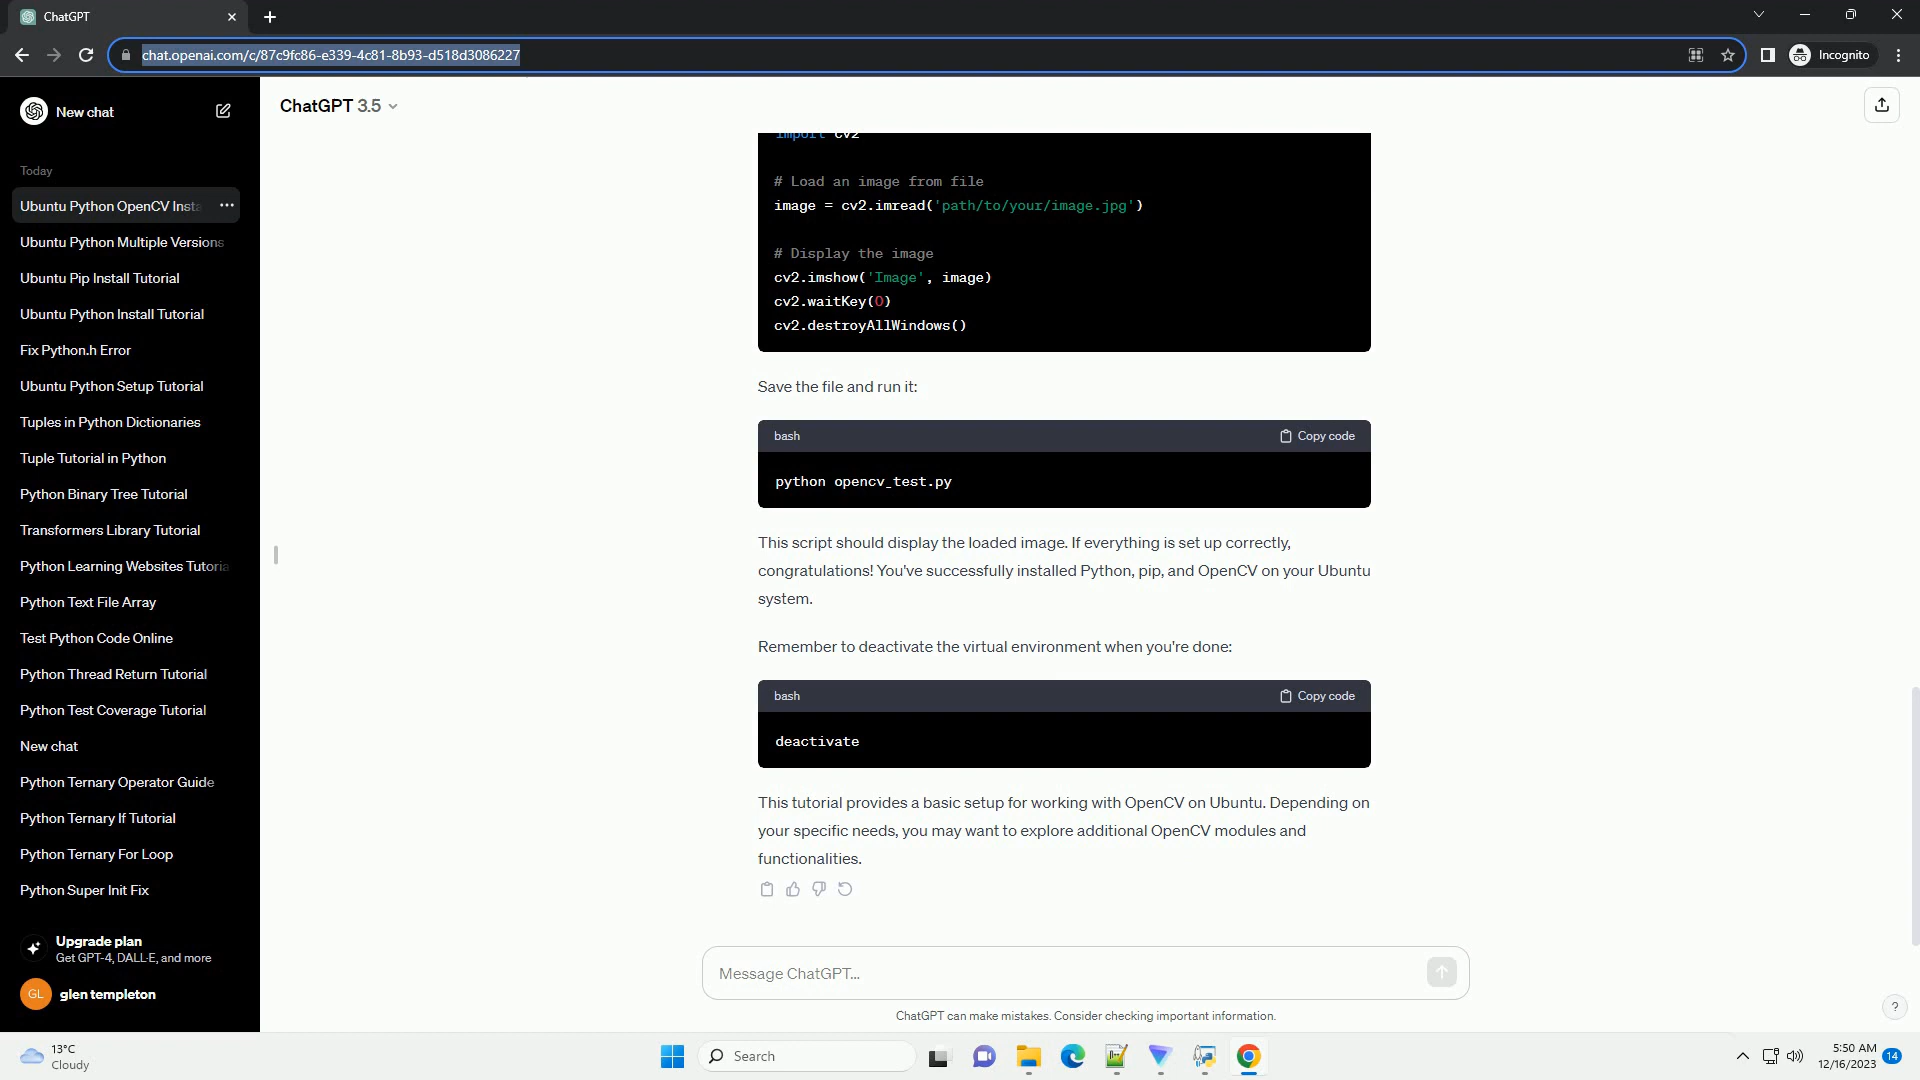 ChatGPT
chat.openai.com/c/87c9fc86-e339-4c81-8b93-d518d3086227
Incognito
New chat
ChatGPT 3.5
Today
Ubuntu Python OpenCV Insta
Ubuntu Python Multiple Versions
Ubuntu Pip Install Tutorial
Ubuntu Python Install Tutorial
Fix Python.h Error
Ubuntu Python Setup Tutorial
Tuples in Python Dictionaries
Tuple Tutorial in Python
Python Binary Tree Tutorial
Transformers Library Tutorial
Python Learning Websites Tutoria
Python Text File Array
Test Python Code Online
Python Thread Return Tutorial
Python Test Coverage Tutorial
New chat
Python Ternary Operator Guide
Python Ternary If Tutorial
Python Ternary For Loop
Python Super Init Fix
Upgrade plan
Get GPT-4, DALL·E, and more
GL
glen templeton
import cv2
# Load an image from file
image = cv2.imread('path/to/your/image.jpg')
# Display the image
cv2.imshow('Image', image)
cv2.waitKey(0)
cv2.destroyAllWindows()
Save the file and run it:
bash
Copy code
python opencv_test.py
This script should display the loaded image. If everything is set up correctly,
congratulations! You've successfully installed Python, pip, and OpenCV on your Ubuntu
system.
Remember to deactivate the virtual environment when you're done:
bash
Copy code
deactivate
This tutorial provides a basic setup for working with OpenCV on Ubuntu. Depending on
your specific needs, you may want to explore additional OpenCV modules and
functionalities.
Message ChatGPT...
ChatGPT can make mistakes. Consider checking important information.
?
13°C
Cloudy
Search
5:50 AM
12/16/2023
14